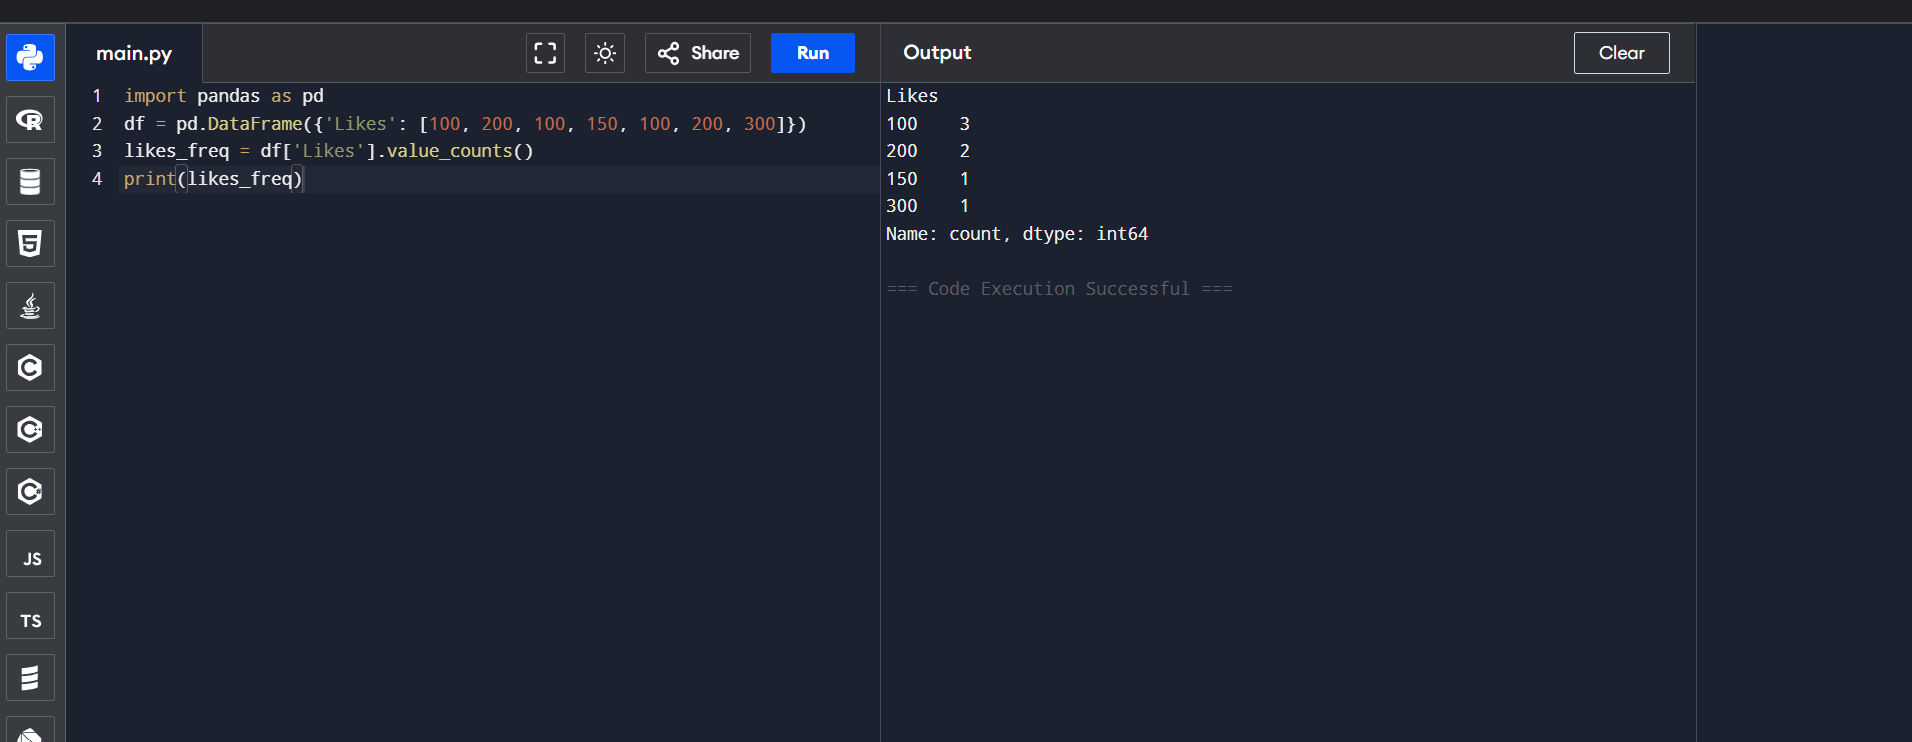 main.py
Share
Run
Output
Clear
1 import pandas as pd
2 df = pd.DataFrame({'Likes': [100, 200, 100, 150, 100, 200, 300]})
3 likes_freq = df['Likes'].value_counts()
4 print(likes_freq)
Likes
100    3
200    2
150    1
300    1
Name: count, dtype: int64
=== Code Execution Successful ===
R
5
C
C++
C#
JS
TS